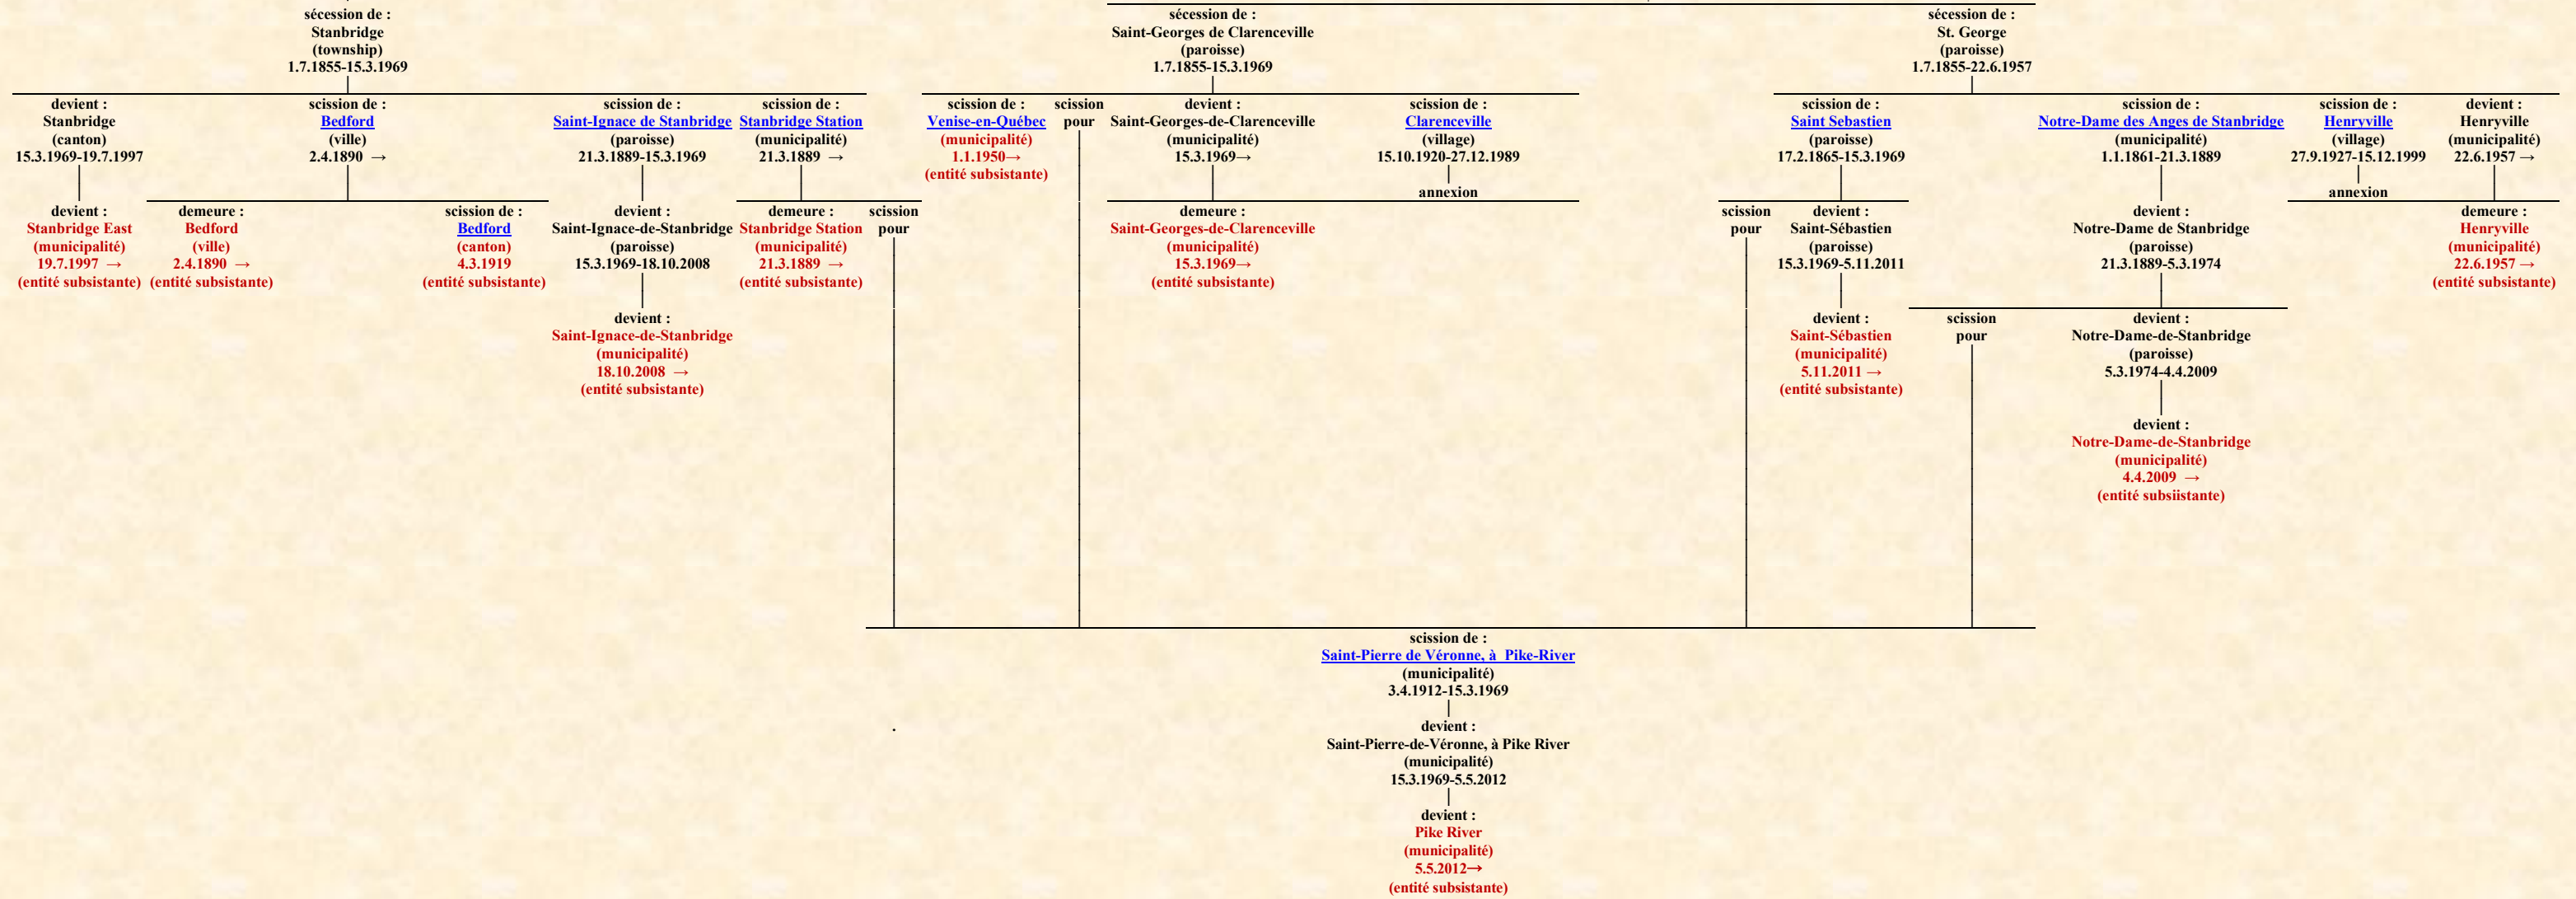 sécession de :
Stanbridge
(township)
1.7.1855-15.3.1969
sécession de :
Saint-Georges de Clarenceville
(paroisse)
1.7.1855-15.3.1969
sécession de :
St. George
(paroisse)
1.7.1855-22.6.1957
devient :
Stanbridge
(canton)
15.3.1969-19.7.1997
scission de :
Bedford
(ville)
2.4.1890 →
scission de :
Saint-Ignace de Stanbridge
(paroisse)
21.3.1889-15.3.1969
scission de :
Stanbridge Station
(municipalité)
21.3.1889 →
scission de :
Venise-en-Québec
(municipalité)
1.1.1950→
(entité subsistante)
scission
pour
devient :
Saint-Georges-de-Clarenceville
(municipalité)
15.3.1969→
scission de :
Clarenceville
(village)
15.10.1920-27.12.1989
annexion
scission de :
Saint Sebastien
(paroisse)
17.2.1865-15.3.1969
scission de :
Notre-Dame des Anges de Stanbridge
(municipalité)
1.1.1861-21.3.1889
scission de :
Henryville
(village)
27.9.1927-15.12.1999
annexion
devient :
Henryville
(municipalité)
22.6.1957 →
devient :
Stanbridge East
(municipalité)
19.7.1997 →
(entité subsistante)
demeure :
Bedford
(ville)
2.4.1890 →
(entité subsistante)
scission de :
Bedford
(canton)
4.3.1919
(entité subsistante)
devient :
Saint-Ignace-de-Stanbridge
(paroisse)
15.3.1969-18.10.2008
demeure :
Stanbridge Station
(municipalité)
21.3.1889 →
(entité subsistante)
scission
pour
demeure :
Saint-Georges-de-Clarenceville
(municipalité)
15.3.1969→
(entité subsistante)
scission
pour
devient :
Saint-Sébastien
(paroisse)
15.3.1969-5.11.2011
devient :
Notre-Dame de Stanbridge
(paroisse)
21.3.1889-5.3.1974
demeure :
Henryville
(municipalité)
22.6.1957 →
(entité subsistante)
devient :
Saint-Ignace-de-Stanbridge
(municipalité)
18.10.2008 →
(entité subsistante)
devient :
Saint-Sébastien
(municipalité)
5.11.2011 →
(entité subsistante)
scission
pour
devient :
Notre-Dame-de-Stanbridge
(paroisse)
5.3.1974-4.4.2009
devient :
Notre-Dame-de-Stanbridge
(municipalité)
4.4.2009 →
(entité subsiistante)
scission de :
Saint-Pierre de Véronne, à Pike-River
(municipalité)
3.4.1912-15.3.1969
devient :
Saint-Pierre-de-Véronne, à Pike River
(municipalité)
15.3.1969-5.5.2012
devient :
Pike River
(municipalité)
5.5.2012→
(entité subsistante)
.